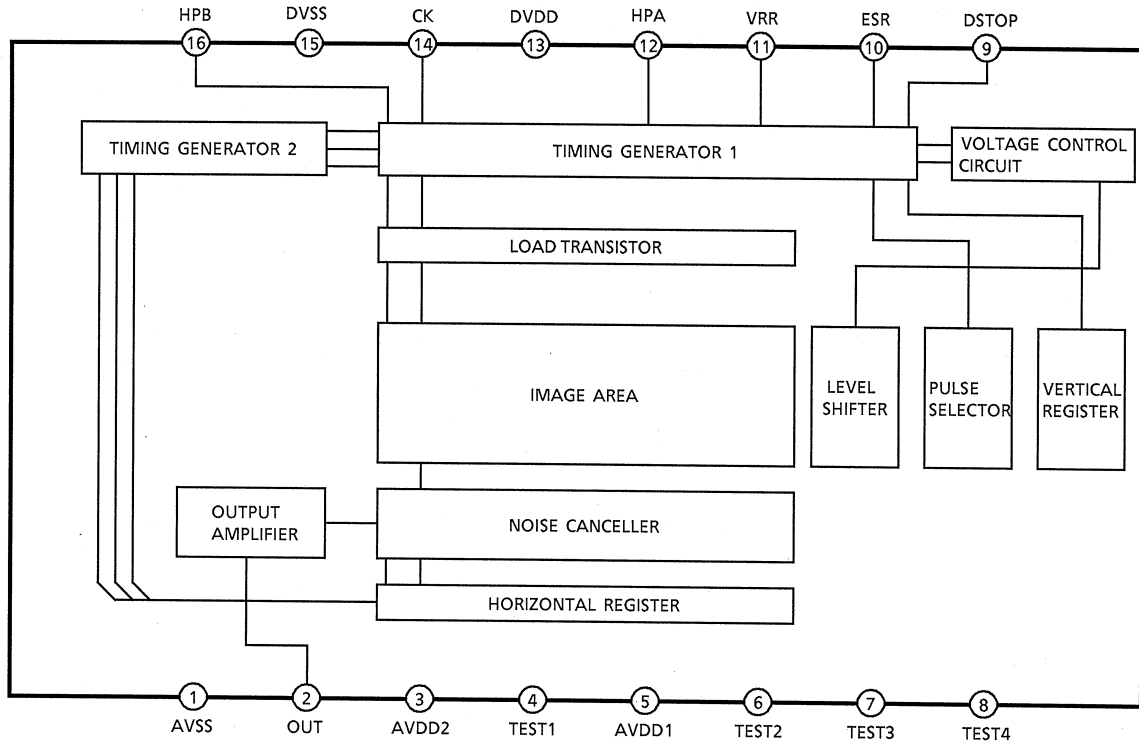 HPB DVSS CK DVDD HPA VRR ESR DSTOP
16 15 14 13 12 11 10 9
TIMING GENERATOR 2
TIMING GENERATOR 1
VOLTAGE CONTROL
CIRCUIT
LOAD TRANSISTOR
IMAGE AREA
LEVEL
SHIFTER
PULSE
SELECTOR
VERTICAL
REGISTER
OUTPUT
AMPLIFIER
NOISE CANCELLER
HORIZONTAL REGISTER
1 2 3 4 5 6 7 8
AVSS OUT AVDD2 TEST1 AVDD1 TEST2 TEST3 TEST4